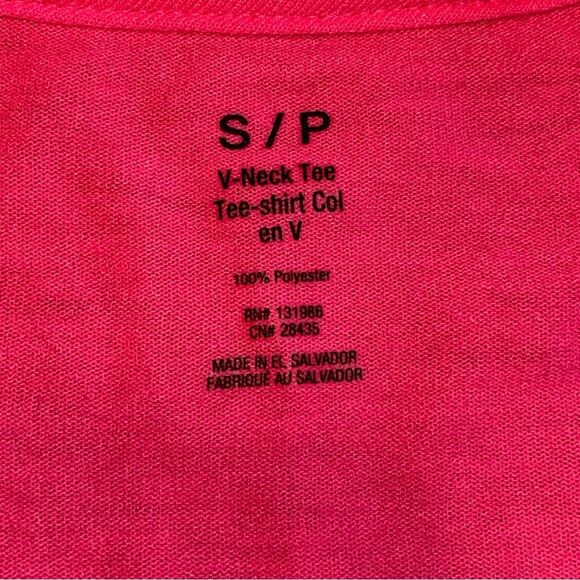 S / P
V-Neck Tee
Tee-shirt Col
en V
100% Polyester
RN# 131986
CN# 28435
MADE IN EL SALVADOR
FABRIQUÉ AU SALVADOR